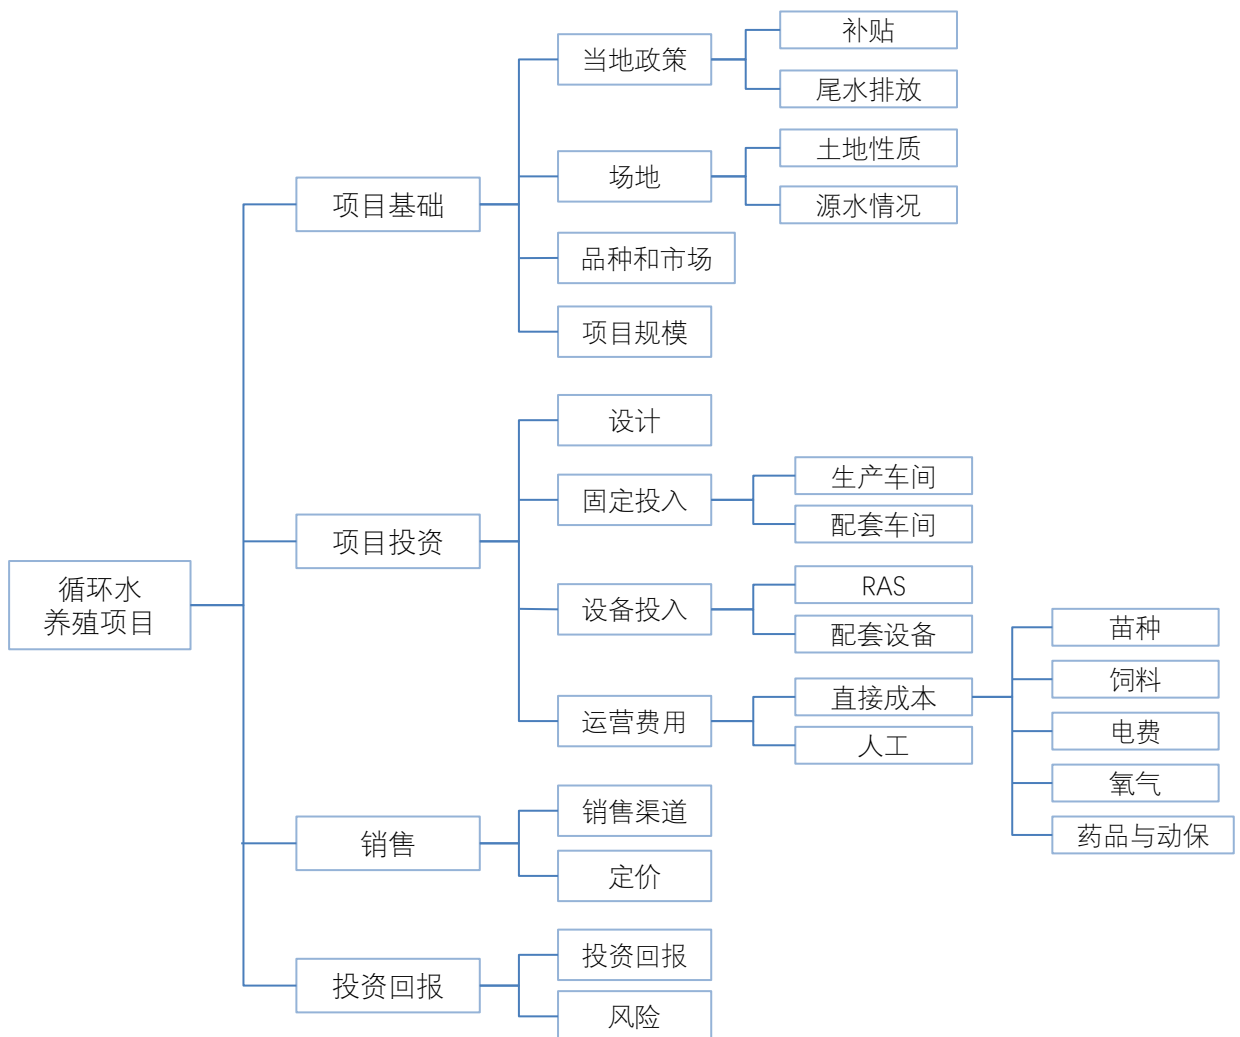 循环水
养殖项目
项目基础
当地政策
补贴
尾水排放
场地
土地性质
源水情况
品种和市场
项目规模
项目投资
设计
固定投入
生产车间
配套车间
设备投入
RAS
配套设备
运营费用
直接成本
苗种
饲料
电费
氧气
药品与动保
人工
销售
销售渠道
定价
投资回报
投资回报
风险